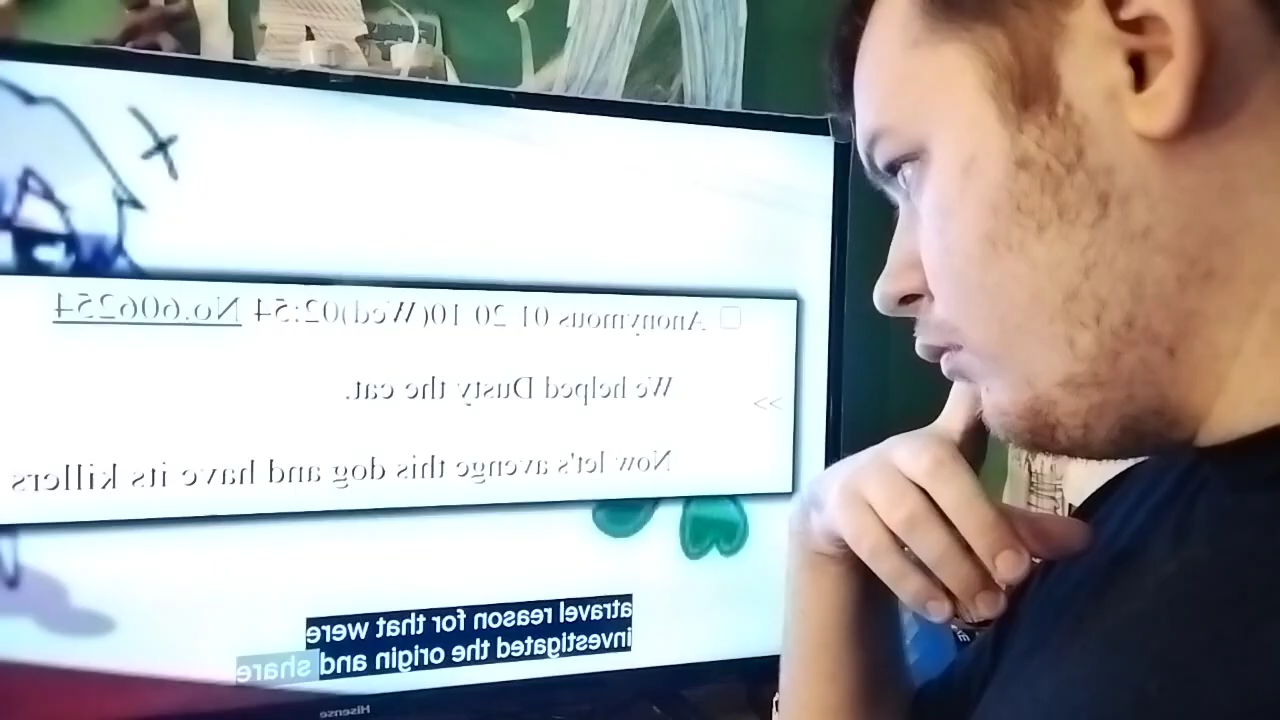 Anonymous 01 20 10(Wed)02:54 No.606254
>>
We helped Dusty the cat.
Now let's avenge this dog and have its killers
atravel reason for that were
investigated the origin and share
Hisense